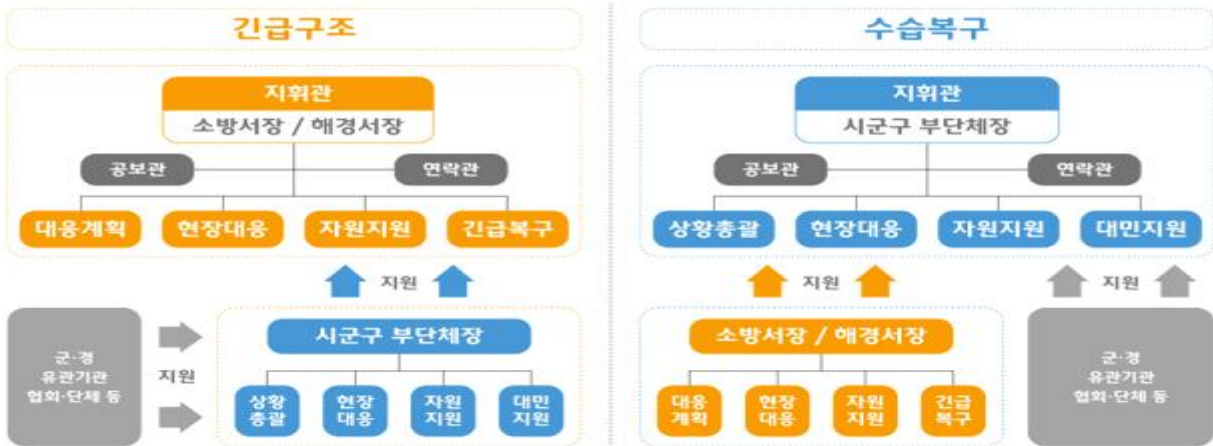 긴급구조
지휘관
소방서장 / 해경서장
공보관
연락관
대응계획
현장대응
자원지원
긴급복구
지원
군·경
유관기관
협회·단체 등
지원
시군구 부단체장
상황
총괄
현장
대응
자원
지원
대민
지원
수습복구
지휘관
시군구 부단체장
공보관
연락관
상황총괄
현장대응
자원지원
대민지원
지원
지원
소방서장 / 해경서장
대응
계획
현장
대응
자원
지원
긴급
복구
군·경
유관기관
협회·단체 등